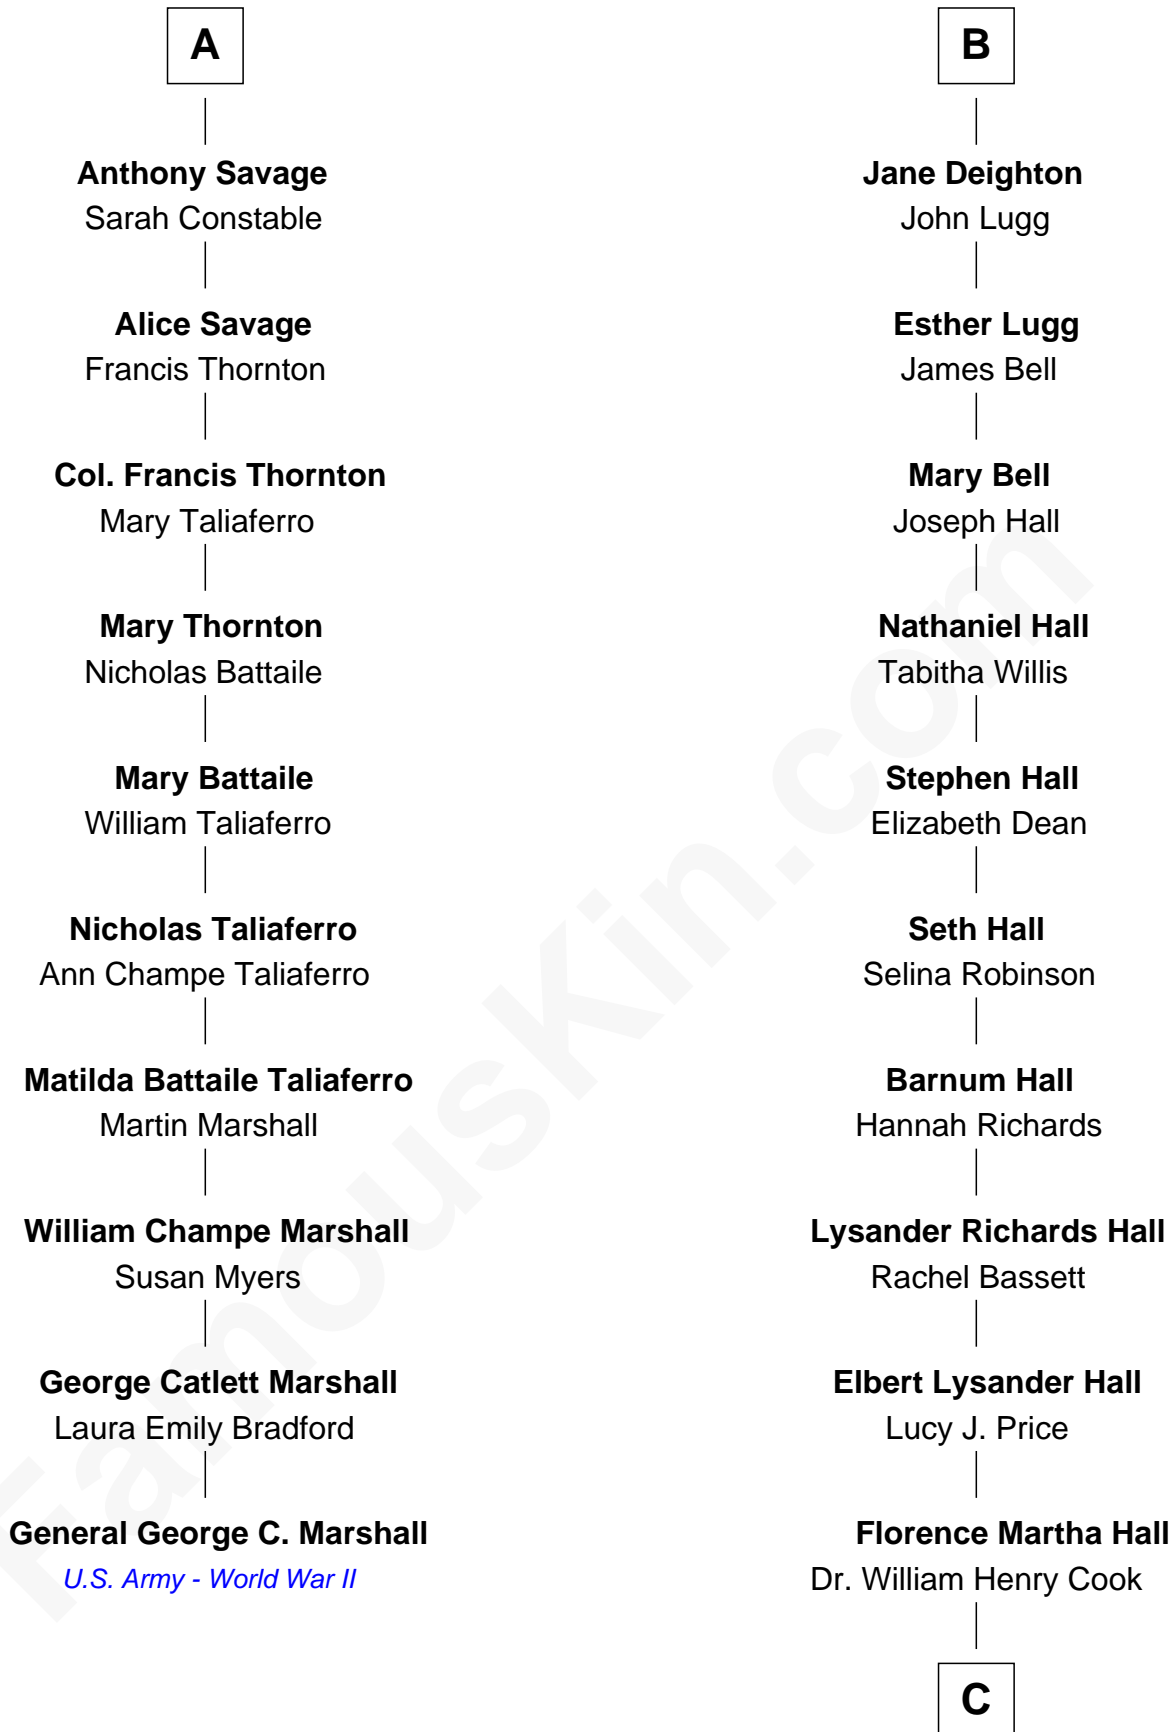 A
Anthony Savage
Sarah Constable
Alice Savage
Francis Thornton
Col. Francis Thornton
Mary Taliaferro
Mary Thornton
Nicholas Battaile
Mary Battaile
William Taliaferro
Nicholas Taliaferro
Ann Champe Taliaferro
Matilda Battaile Taliaferro
Martin Marshall
William Champe Marshall
Susan Myers
George Catlett Marshall
Laura Emily Bradford
General George C. Marshall
U.S. Army - World War II
B
Jane Deighton
John Lugg
Esther Lugg
James Bell
Mary Bell
Joseph Hall
Nathaniel Hall
Tabitha Willis
Stephen Hall
Elizabeth Dean
Seth Hall
Selina Robinson
Barnum Hall
Hannah Richards
Lysander Richards Hall
Rachel Bassett
Elbert Lysander Hall
Lucy J. Price
Florence Martha Hall
Dr. William Henry Cook
C
FamousKin.com